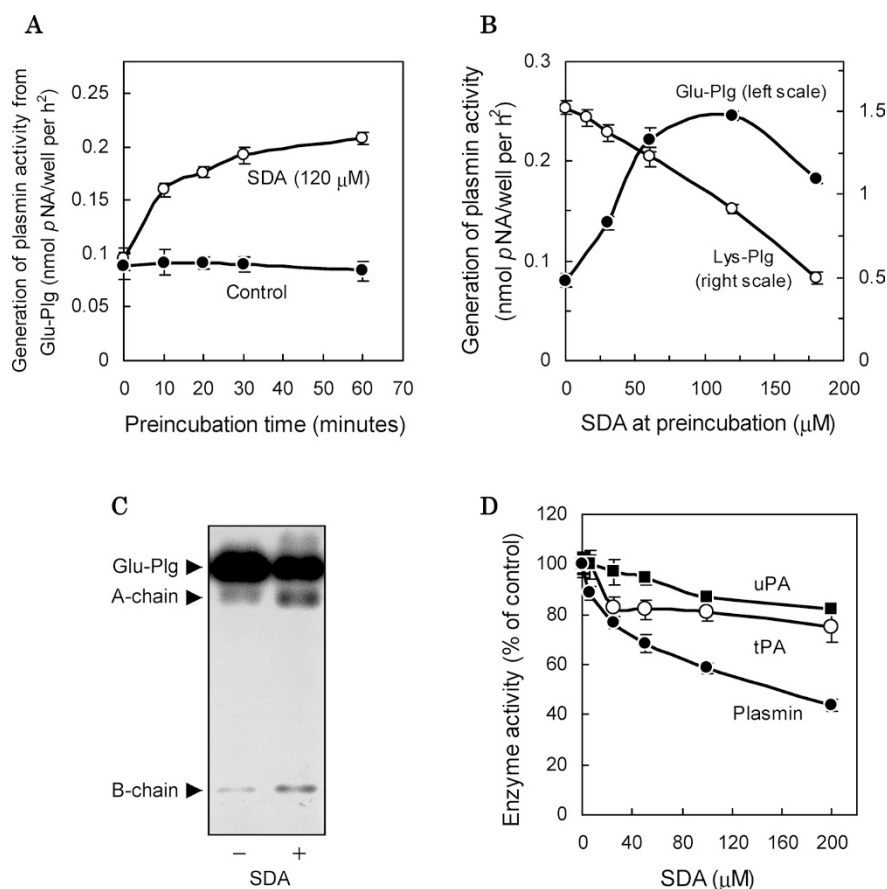 A
Generation of plasmin activity from
Glu-Plg (nmol pNA/well per h²)
0.25
0.2
0.15
0.1
0.05
0
SDA (120 µM)
Control
0 10 20 30 40 50 60 70
Preincubation time (minutes)
B
Generation of plasmin activity
(nmol pNA/well per h²)
0.3
0.2
0.1
0
Glu-Plg (left scale)
Lys-Plg
(right scale)
1.5
1
0.5
0
0 50 100 150 200
SDA at preincubation (µM)
C
Glu-Plg
A-chain
B-chain
− +
SDA
D
Enzyme activity (% of control)
120
100
80
60
40
20
0
uPA
tPA
Plasmin
0 40 80 120 160 200
SDA (µM)